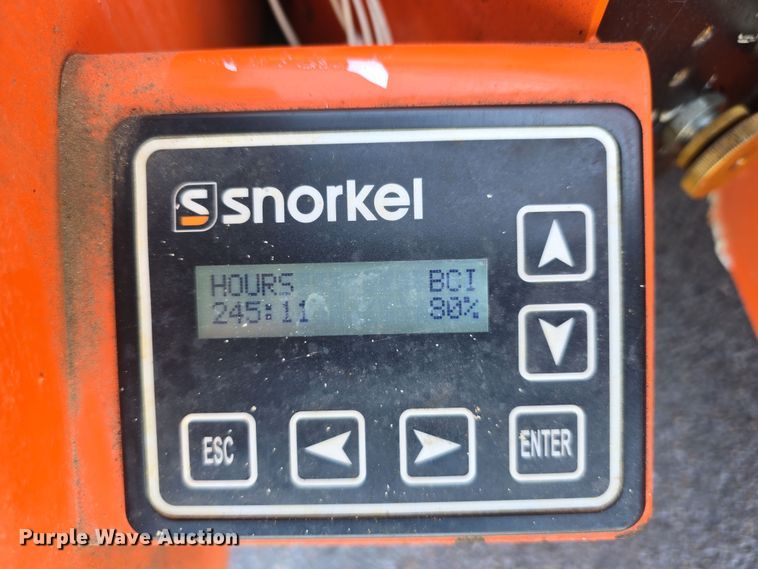 snorkel
HOURS BCI
245:11 80%
ESC
ENTER
Purple Wave Auction